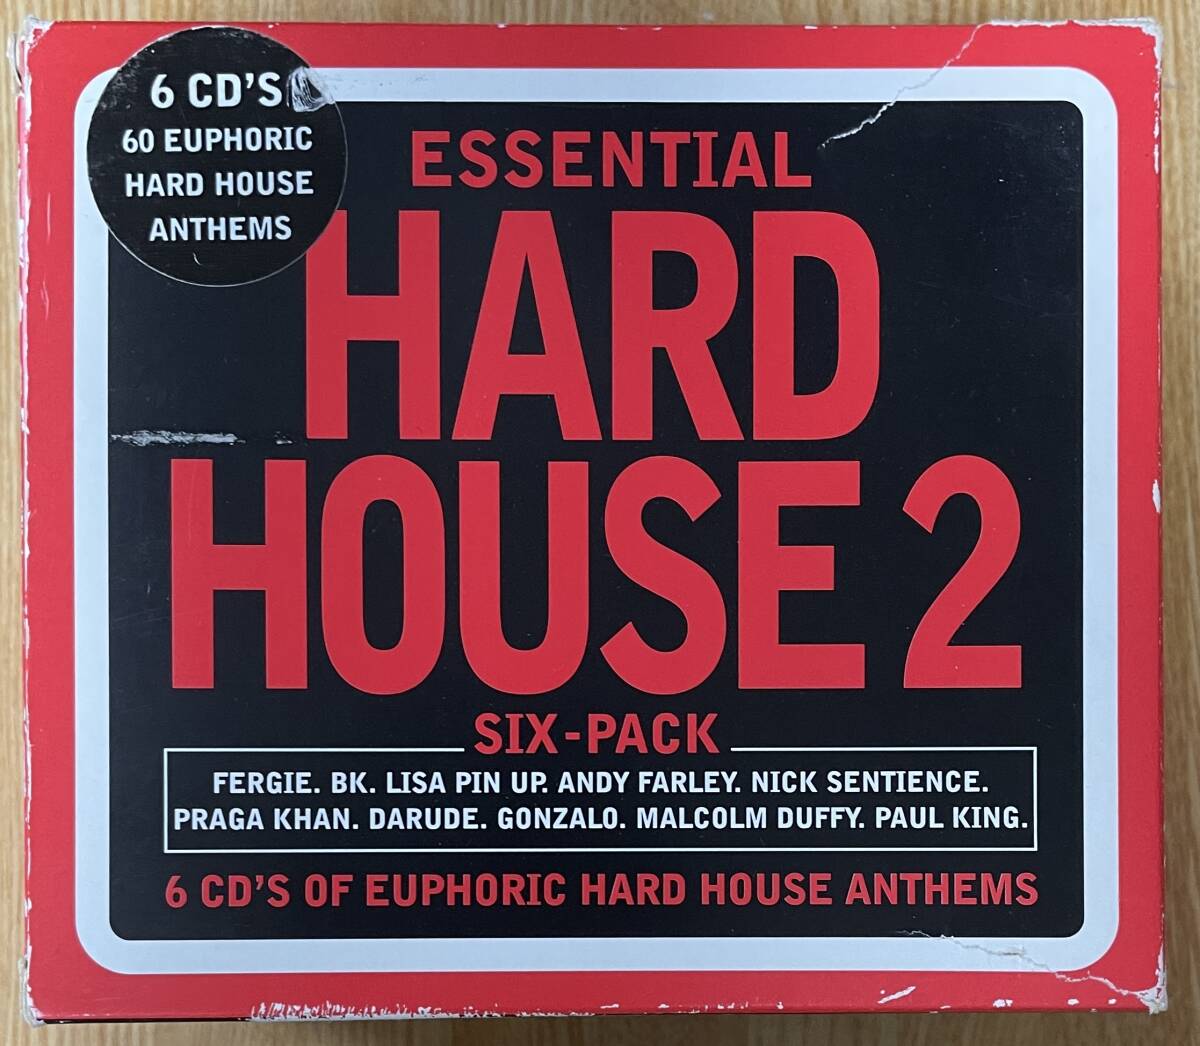 6 CD'S
60 EUPHORIC
HARD HOUSE
ANTHEMS
ESSENTIAL
HARD
HOUSE 2
SIX-PACK
FERGIE. BK. LISA PIN UP. ANDY FARLEY. NICK SENTIENCE.
PRAGA KHAN. DARUDE. GONZALO. MALCOLM DUFFY. PAUL KING.
6 CD'S OF EUPHORIC HARD HOUSE ANTHEMS